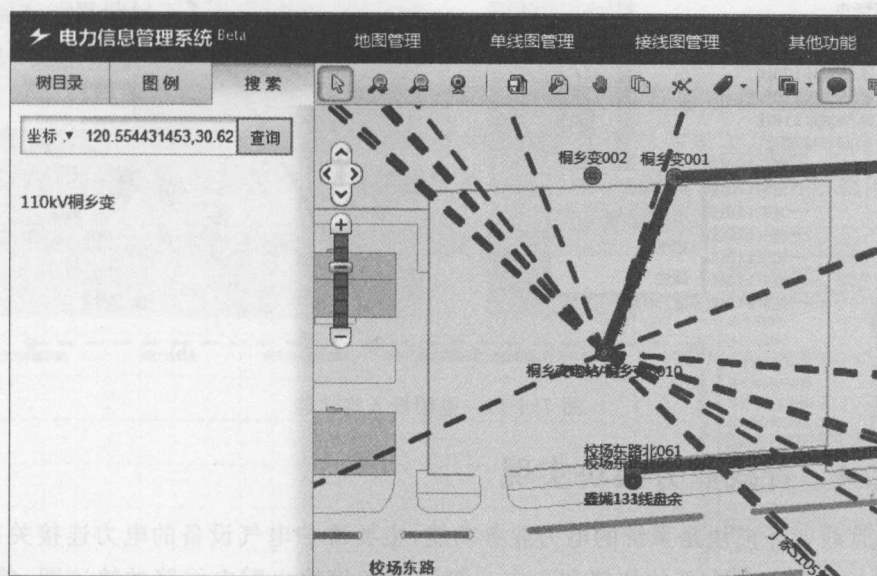 电力信息管理系统 Beta
地图管理 单线图管理 接线图管理 其他功能
树目录 图例 搜索
坐标 120.554431453,30.62 查询
110kV桐乡变
桐乡变002 桐乡变001
校场东路北061
鑫城133线盘余
校场东路